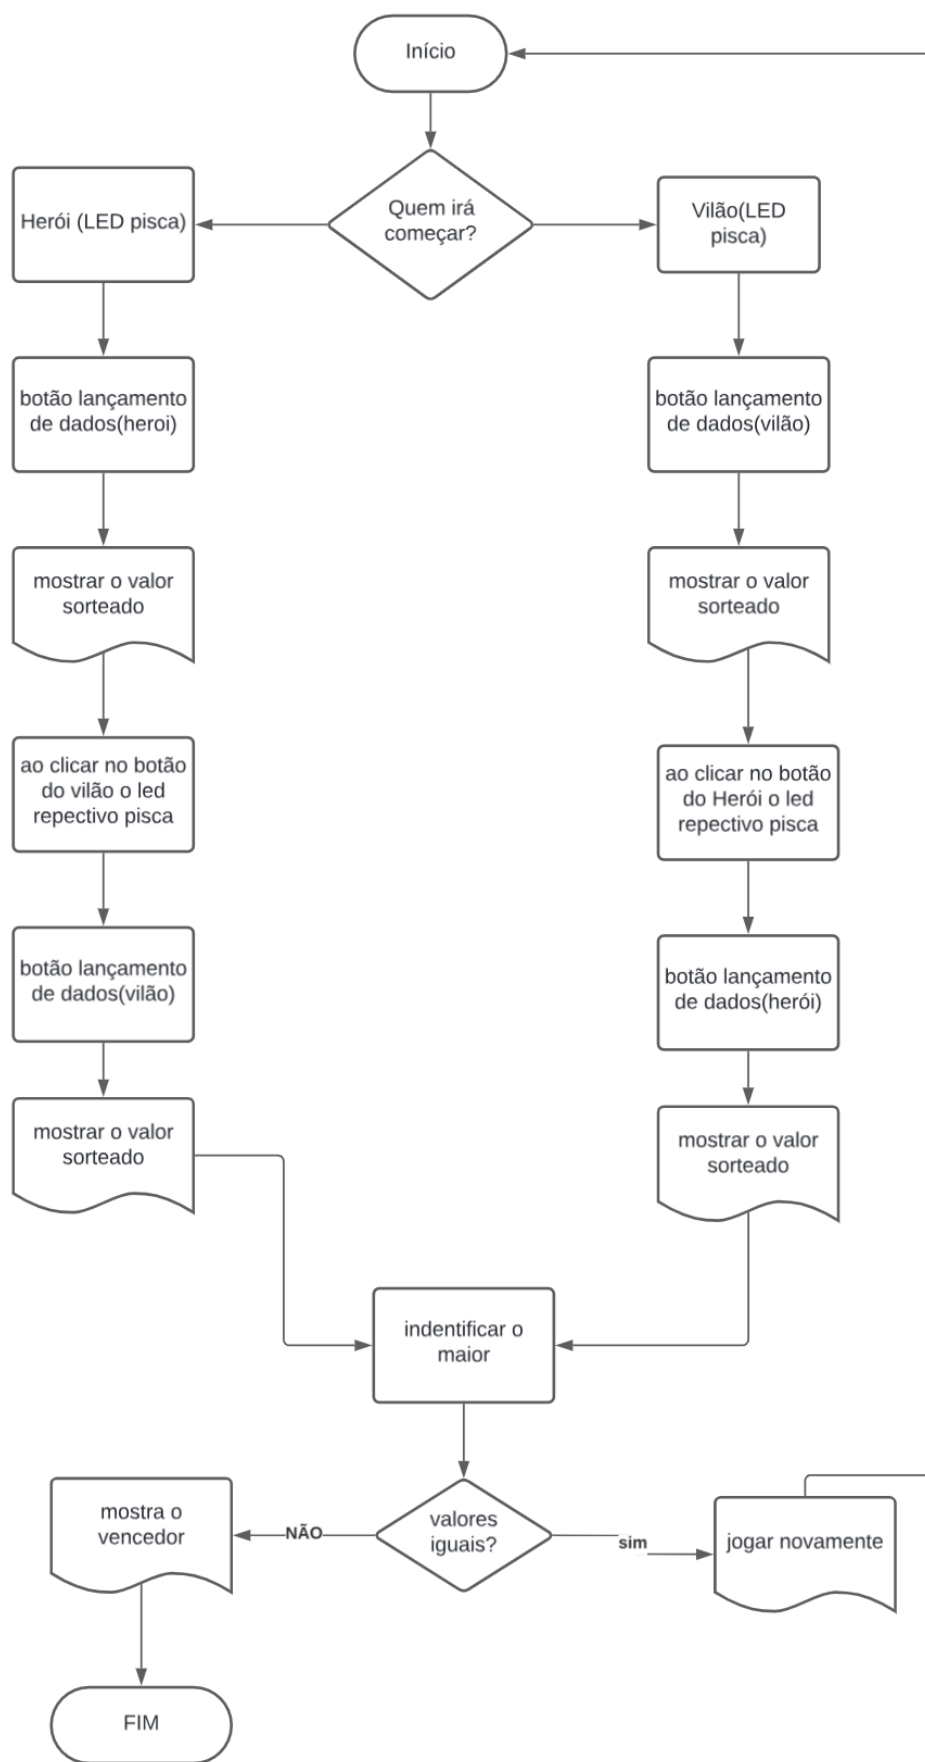 Início
Quem irá
começar?
Herói (LED pisca)
Vilão(LED
pisca)
botão lançamento
de dados(heroi)
botão lançamento
de dados(vilão)
mostrar o valor
sorteado
mostrar o valor
sorteado
ao clicar no botão
do vilão o led
repectivo pisca
ao clicar no botão
do Herói o led
repectivo pisca
botão lançamento
de dados(vilão)
botão lançamento
de dados(herói)
mostrar o valor
sorteado
mostrar o valor
sorteado
indentificar o
maior
valores
iguais?
NÃO
sim
mostra o
vencedor
jogar novamente
FIM